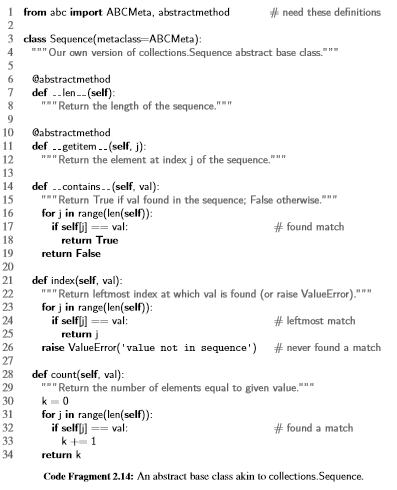 1 from abc import ABCMeta, abstractmethod # need these definitions
2
3 class Sequence(metaclass=ABCMeta):
4 """Our own version of collections.Sequence abstract base class."""
5
6 @abstractmethod
7 def __len__(self):
8 """Return the length of the sequence."""
9
10 @abstractmethod
11 def __getitem__(self, j):
12 """Return the element at index j of the sequence."""
13
14 def __contains__(self, val):
15 """Return True if val found in the sequence; False otherwise."""
16 for j in range(len(self)):
17 if self[j] == val: # found match
18 return True
19 return False
20
21 def index(self, val):
22 """Return leftmost index at which val is found (or raise ValueError)."""
23 for j in range(len(self)):
24 if self[j] == val: # leftmost match
25 return j
26 raise ValueError('value not in sequence') # never found a match
27
28 def count(self, val):
29 """Return the number of elements equal to given value."""
30 k = 0
31 for j in range(len(self)):
32 if self[j] == val: # found a match
33 k += 1
34 return k
Code Fragment 2.14: An abstract base class akin to collections.Sequence.